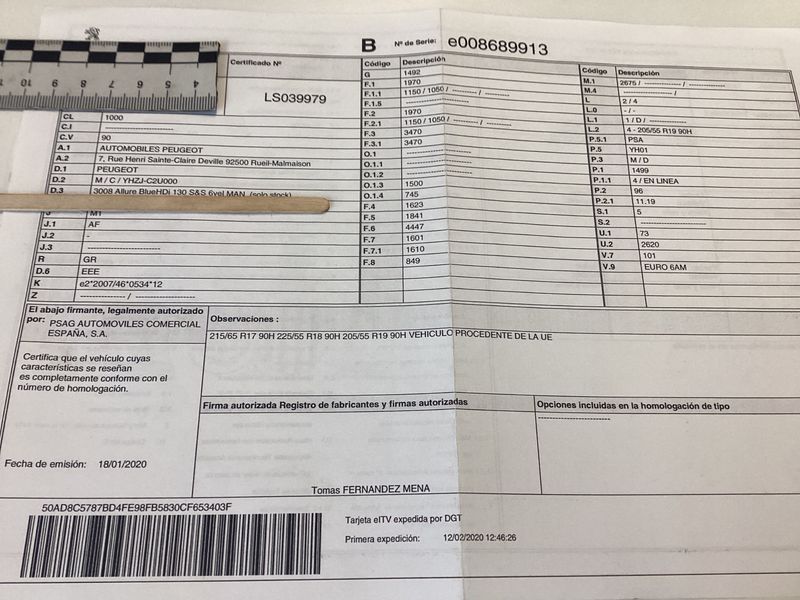 B Nº de Serie: e008689913
Certificado Nº
LS039979
4 5 6 7 8 9 10
CL 1000
C.I ----------------------
C.V 90
A.1 AUTOMOBILES PEUGEOT
A.2 7, Rue Henri Sainte-Claire Deville 92500 Rueil-Malmaison
D.1 PEUGEOT
D.2 M / C / YHZJ-C2U000
D.3 3008 Allure BlueHDi 130 S&S 6vel MAN (solo stock)
J M1
J.1 AF
J.2 -
J.3 ----------------------
R GR
D.6 EEE
K e2*2007/46*0534*12
Z -------------- / ------------------
Código Descripción
G 1492
F.1 1970
F.1.1 1150 / 1050 / --------- / ---------
F.1.5 ----------------------
F.2 1970
F.2.1 1150 / 1050 / --------- / ---------
F.3 3470
F.3.1 3470
O.1 ----------------------
O.1.1 ----------------------
O.1.2 ----------------------
O.1.3 1500
O.1.4 745
F.4 1623
F.5 1841
F.6 4447
F.7 1601
F.7.1 1610
F.8 849
Código Descripción
M.1 2675 / ------------ / ------------
M.4 ----------------- /
L 2 / 4
L.0 - / -
L.1 1 / D / ------------------
L.2 4 - 205/55 R19 90H
P.5.1 PSA
P.5 YH01
P.3 M / D
P.1 1499
P.1.1 4 / EN LINEA
P.2 96
P.2.1 11.19
S.1 5
S.2 ----------------------
U.1 73
U.2 2620
V.7 101
V.9 EURO 6AM
El abajo firmante, legalmente autorizado
por: PSAG AUTOMOVILES COMERCIAL
ESPAÑA, S.A.
Certifica que el vehículo cuyas
características se reseñan
es completamente conforme con el
número de homologación.
Fecha de emisión: 18/01/2020
Observaciones :
215/65 R17 90H 225/55 R18 90H 205/55 R19 90H VEHICULO PROCEDENTE DE LA UE
Firma autorizada Registro de fabricantes y firmas autorizadas
Tomas FERNANDEZ MENA
Opciones incluidas en la homologación de tipo
----------------------
50AD8C5787BD4FE98FB5830CF653403F
Tarjeta eITV expedida por DGT
Primera expedición: 12/02/2020 12:46:26